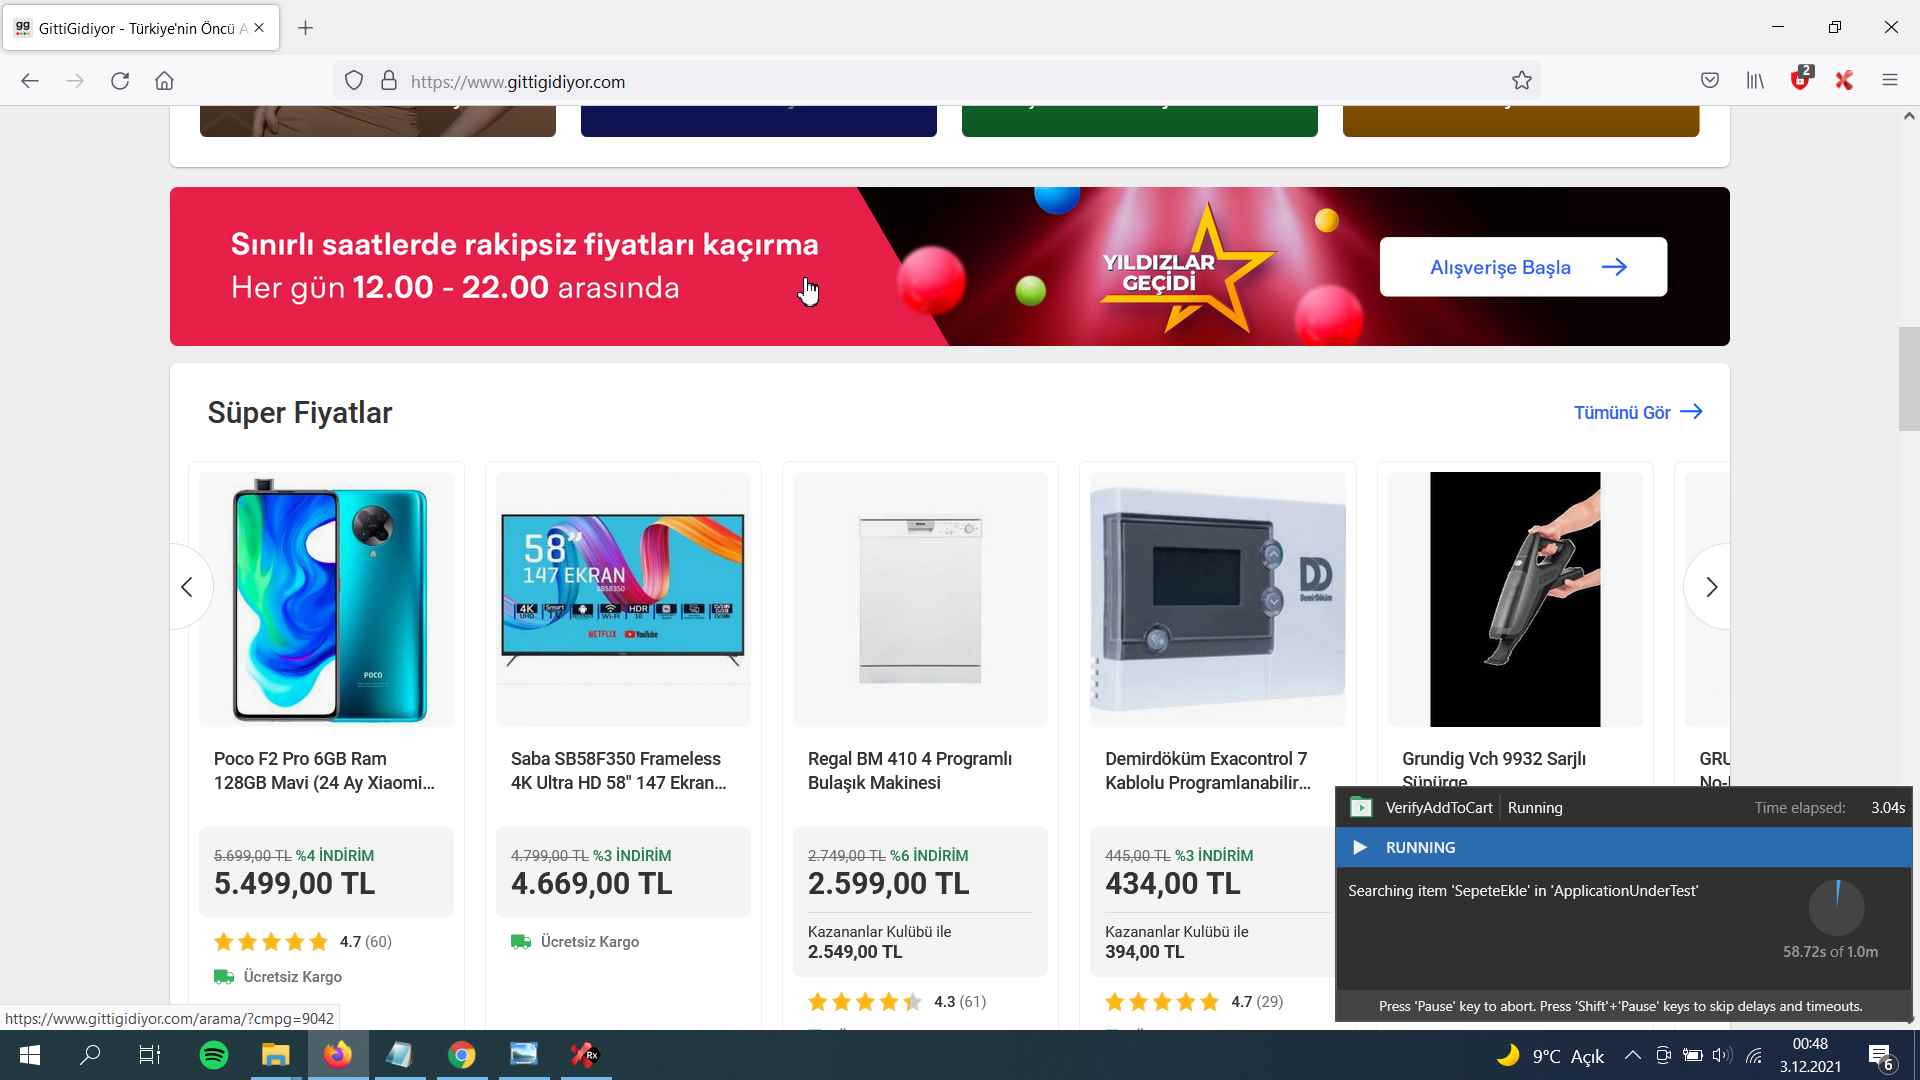 GittiGidiyor - Türkiye'nin Öncü A
https://www.gittigidiyor.com
2
Sınırlı saatlerde rakipsiz fiyatları kaçırma
Her gün 12.00 - 22.00 arasında
YILDIZLAR
GEÇİDİ
Alışverişe Başla
Süper Fiyatlar
Tümünü Gör
POCO
58"
147 EKRAN
4K
HDR
NETFLIX
YouTube
DD
DemirDöküm
Poco F2 Pro 6GB Ram
128GB Mavi (24 Ay Xiaomi...
5.699,00 TL %4 İNDİRİM
5.499,00 TL
4.7 (60)
Ücretsiz Kargo
Saba SB58F350 Frameless
4K Ultra HD 58" 147 Ekran...
4.799,00 TL %3 İNDİRİM
4.669,00 TL
Ücretsiz Kargo
Regal BM 410 4 Programlı
Bulaşık Makinesi
2.749,00 TL %6 İNDİRİM
2.599,00 TL
Kazananlar Kulübü ile
2.549,00 TL
4.3 (61)
Demirdöküm Exacontrol 7
Kablolu Programlanabilir...
445,00 TL %3 İNDİRİM
434,00 TL
Kazananlar Kulübü ile
394,00 TL
4.7 (29)
Grundig Vch 9932 Sarjlı
Süpürge
GRU
No-
VerifyAddToCart Running
Time elapsed: 3.04s
RUNNING
Searching item 'SepeteEkle' in 'ApplicationUnderTest'
58.72s of 1.0m
Press 'Pause' key to abort. Press 'Shift'+'Pause' keys to skip delays and timeouts.
https://www.gittigidiyor.com/arama/?cmpg=9042
Rx
9°C Açık
00:48
3.12.2021
6